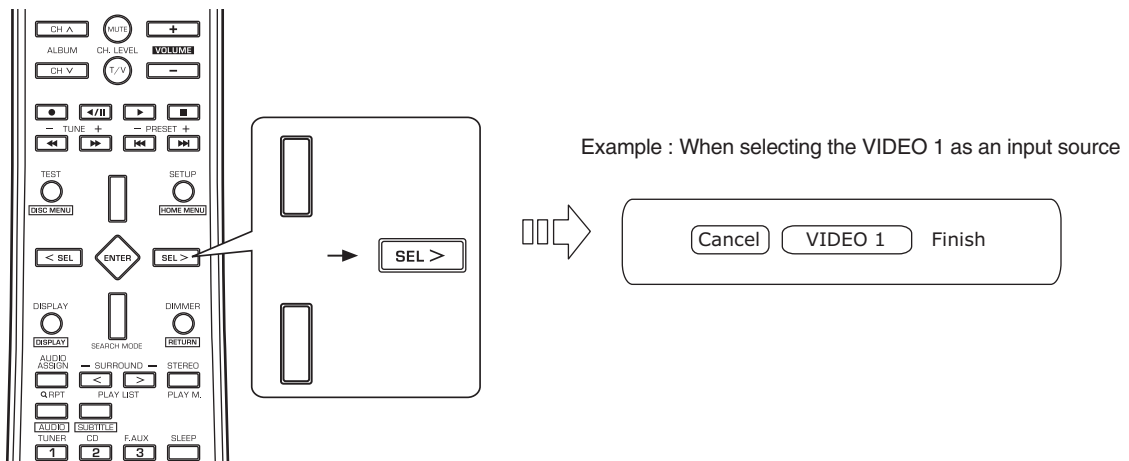 CH ∧ MUTE +
ALBUM CH. LEVEL VOLUME
CH ∨ T/V −
− TUNE + − PRESET +
TEST SETUP
DISC MENU HOME MENU
< SEL ENTER SEL >
DISPLAY DIMMER
DISPLAY SEARCH MODE RETURN
AUDIO ASSIGN − SURROUND − STEREO
< >
Q.RPT PLAY LIST PLAY M.
AUDIO SUBTITLE
TUNER CD F.AUX SLEEP
1 2 3
SEL >
Example : When selecting the VIDEO 1 as an input source
Cancel VIDEO 1 Finish